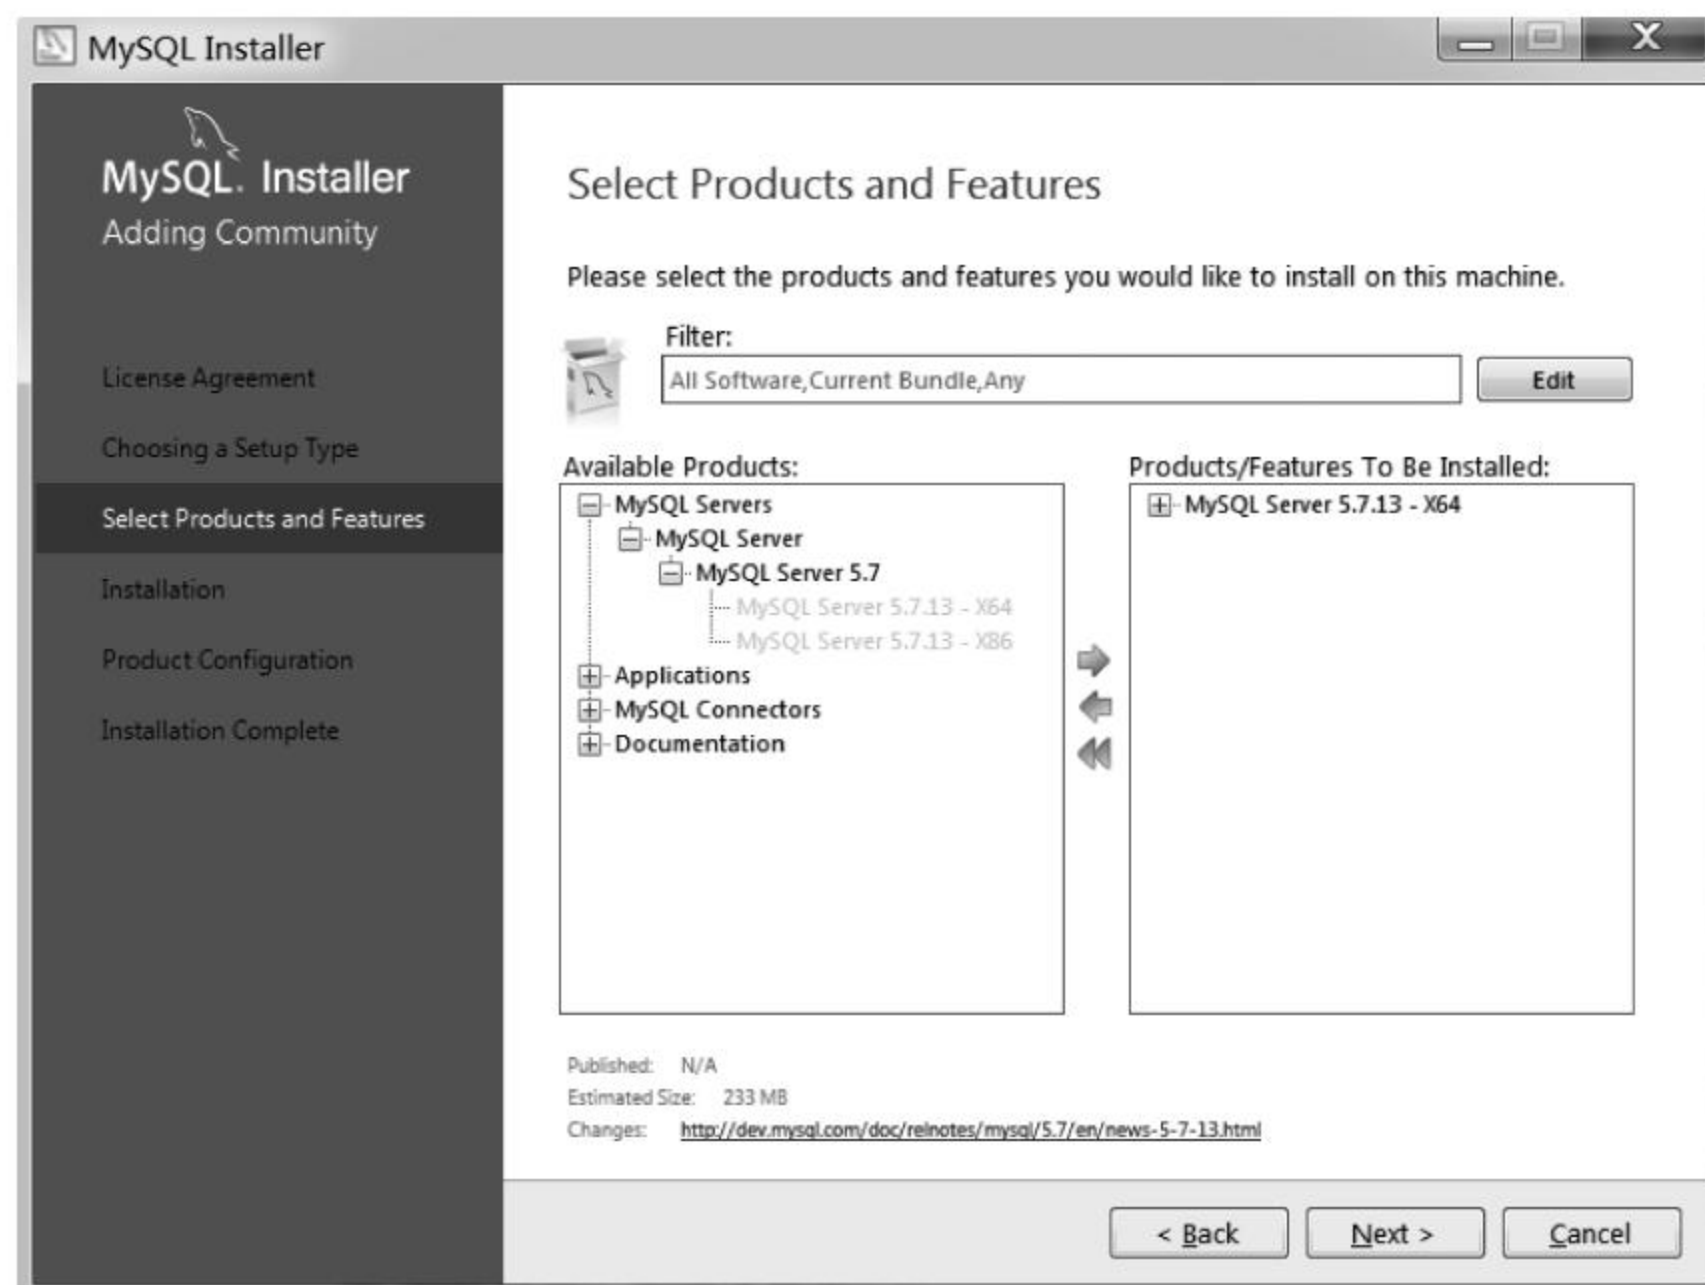 MySQL Installer
MySQL. Installer
Adding Community
License Agreement
Choosing a Setup Type
Select Products and Features
Installation
Product Configuration
Installation Complete
Select Products and Features
Please select the products and features you would like to install on this machine.
Filter:
All Software,Current Bundle,Any
Edit
Available Products:
MySQL Servers
MySQL Server
MySQL Server 5.7
MySQL Server 5.7.13 - X64
MySQL Server 5.7.13 - X86
Applications
MySQL Connectors
Documentation
Products/Features To Be Installed:
MySQL Server 5.7.13 - X64
Published: N/A
Estimated Size: 233 MB
Changes: http://dev.mysql.com/doc/relnotes/mysql/5.7/en/news-5-7-13.html
< Back
Next >
Cancel